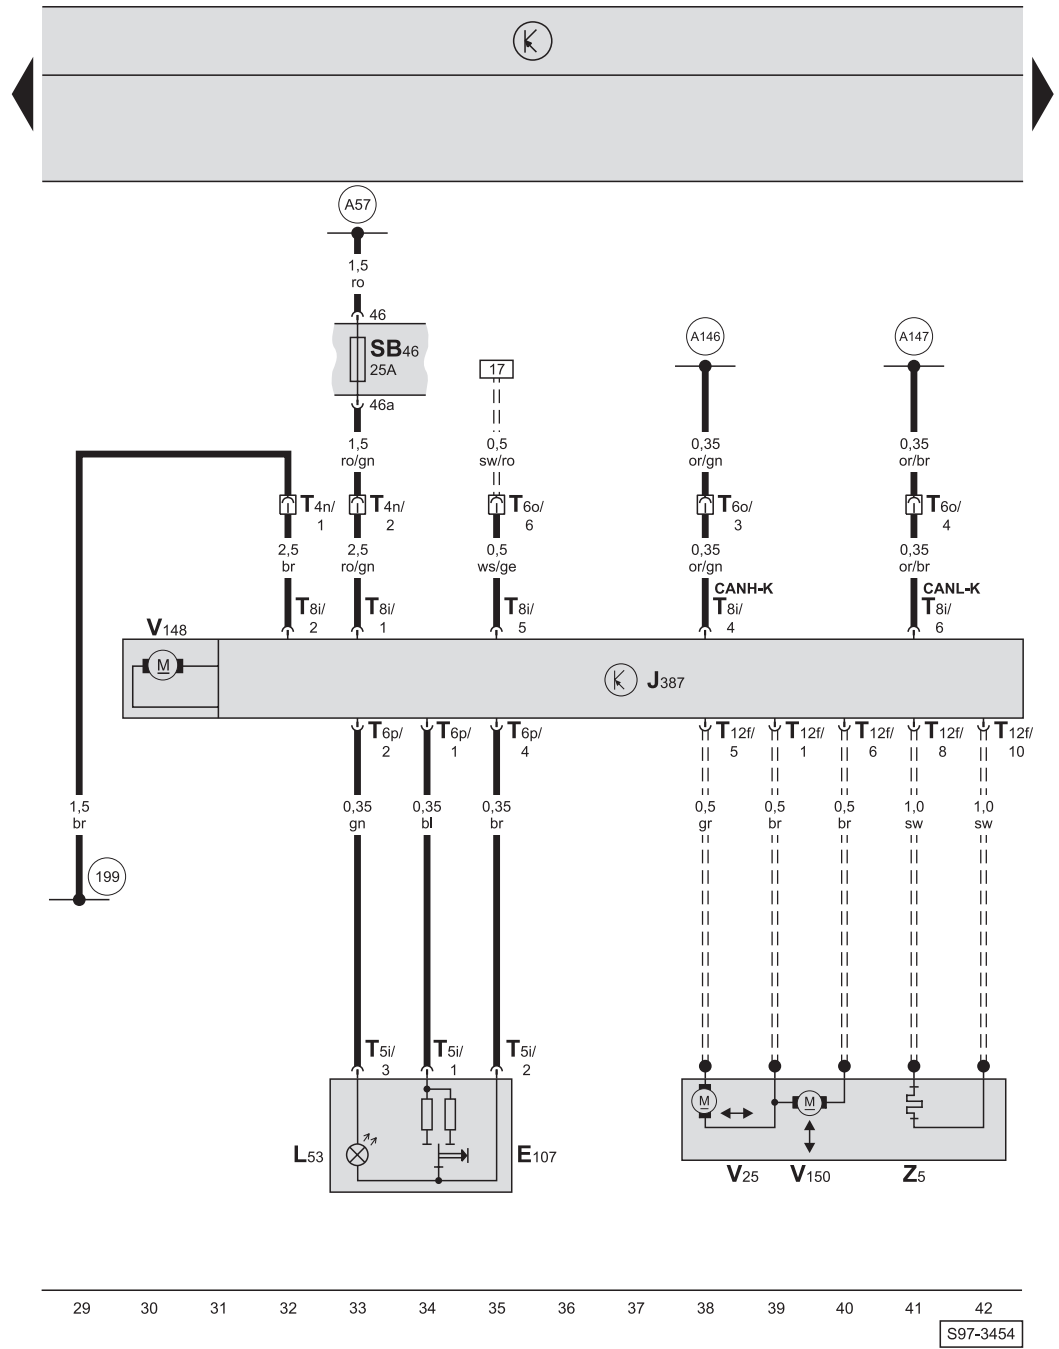 A57
1,5
ro
46
SB46
25A
46a
17
A146
A147
1,5
ro/gn
0,5
sw/ro
0,35
or/gn
0,35
or/br
T4n/
1
T4n/
2
T6o/
6
T6o/
3
T6o/
4
2,5
br
2,5
ro/gn
0,5
ws/ge
0,35
or/gn
0,35
or/br
CANH-K
CANL-K
T8i/
2
T8i/
1
T8i/
5
T8i/
4
T8i/
6
V148
M
J387
T6p/
2
T6p/
1
T6p/
4
T12f/
5
T12f/
1
T12f/
6
T12f/
8
T12f/
10
1,5
br
0,35
gn
0,35
bl
0,35
br
0,5
gr
0,5
br
0,5
br
1,0
sw
1,0
sw
199
T5i/
3
T5i/
1
T5i/
2
M
M
L53
E107
V25
V150
Z5
29 30 31 32 33 34 35 36 37 38 39 40 41 42
S97-3454